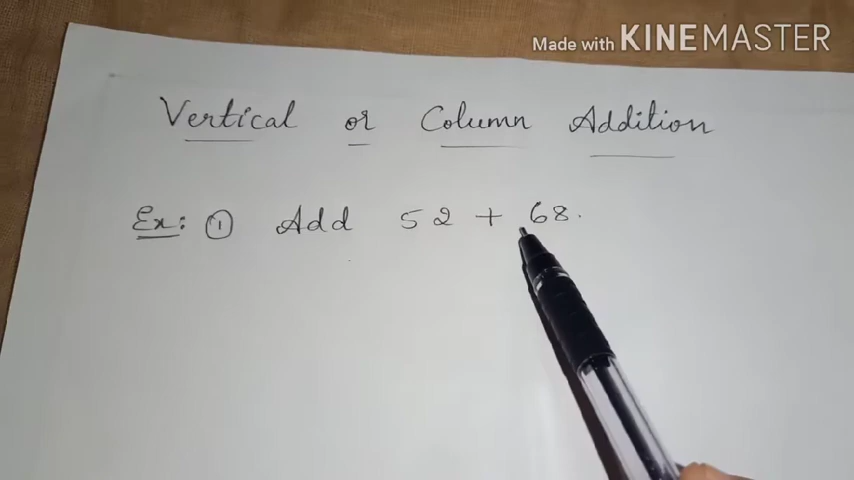 Made with KINEMASTER
Vertical or Column Addition
Ex: ① Add 52 + 68.